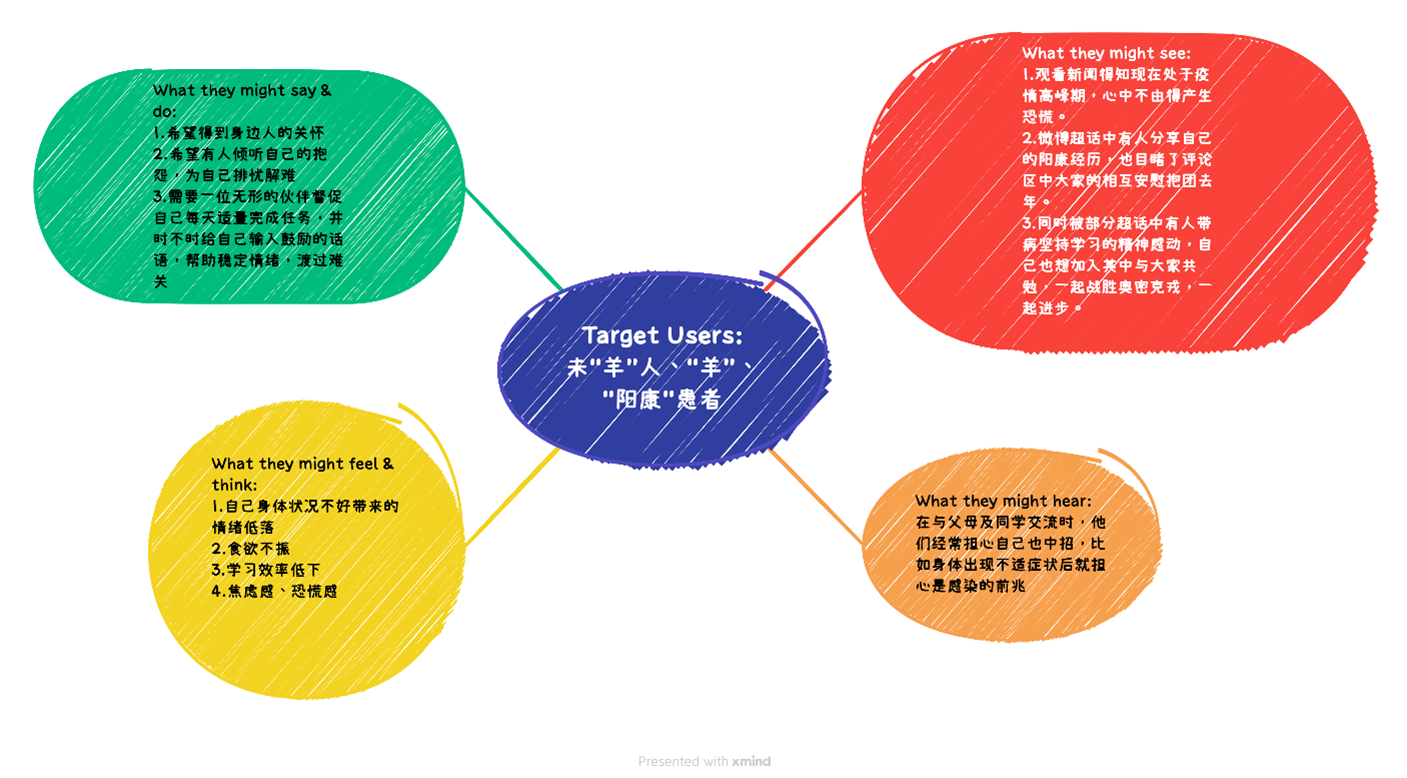 What they might say &
do:
1.希望得到身边人的关怀
2.希望有人倾听自己的抱
怨，为自己排忧解难
3.需要一位无形的伙伴督促
自己每天适量完成任务，并
时不时给自己输入鼓励的话
语，帮助稳定情绪，渡过难
关
What they might see:
1.观看新闻得知现在处于疫
情高峰期，心中不由得产生
恐慌。
2.微博超话中有人分享自己
的阳康经历，也目睹了评论
区中大家的相互安慰抱团去
年。
3.同时被部分超话中有人带
病坚持学习的精神感动，自
己也想加入其中与大家共
勉，一起战胜奥密克戎，一
起进步。
Target Users:
未"羊"人、"羊"、
"阳康"患者
What they might feel &
think:
1.自己身体状况不好带来的
情绪低落
2.食欲不振
3.学习效率低下
4.焦虑感、恐慌感
What they might hear:
在与父母及同学交流时，他
们经常担心自己也中招，比
如身体出现不适症状后就担
心是感染的前兆
Presented with xmind